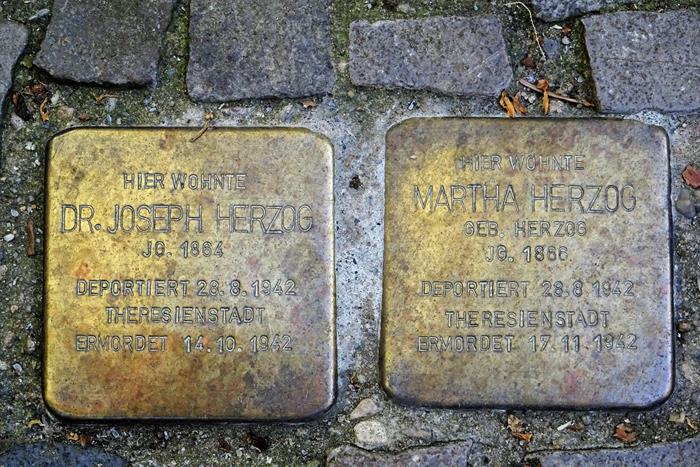 HIER WOHNTE
DR. JOSEPH HERZOG
JG. 1864
DEPORTIERT 28.8.1942
THERESIENSTADT
ERMORDET 14.10.1942
HIER WOHNTE
MARTHA HERZOG
GEB. HERZOG
JG. 1866
DEPORTIERT 28.8.1942
THERESIENSTADT
ERMORDET 17.11.1942